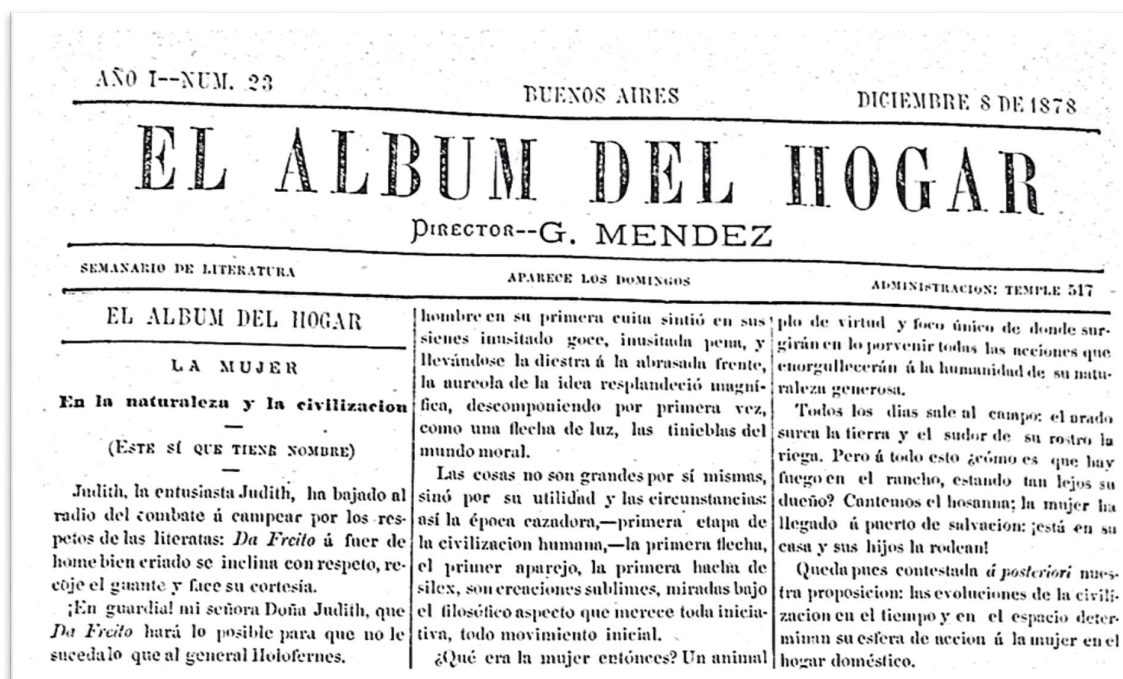 AÑO I--NUM. 23
BUENOS AIRES
DICIEMBRE 8 DE 1878
EL ALBUM DEL HOGAR
DIRECTOR--G. MENDEZ
SEMANARIO DE LITERATURA
APARECE LOS DOMINGOS
ADMINISTRACION: TEMPLE 517
EL ALBUM DEL HOGAR
LA MUJER
En la naturaleza y la civilizacion
(ESTE SÍ QUE TIENE NOMBRE)
Judith, la entusiasta Judith, ha bajado al
radio del combate á campear por los res-
petos de las literatas: Da Freito á fuer de
home bien criado se inclina con respeto, re-
coje el guante y face su cortesía.
¡En guardia! mi señora Doña Judith, que
Da Freito hará lo posible para que no le
suceda lo que al general Holofernes.
hombre en su primera cuita sintió en sus
sienes inusitado goce, inusitada pena, y
llevándose la diestra á la abrasada frente,
la aureola de la idea resplandeció magní-
fica, descomponiendo por primera vez,
como una flecha de luz, las tinieblas del
mundo moral.
Las cosas no son grandes por sí mismas,
sinó por su utilidad y las circunstancias:
así la época cazadora,—primera etapa de
la civilizacion humana,—la primera flecha,
el primer aparejo, la primera hacha de
silex, son creaciones sublimes, miradas bajo
el filosófico aspecto que merece toda inicia-
tiva, todo movimiento inicial.
¿Qué era la mujer entónces? Un animal
plo de virtud y foco único de donde sur-
girán en lo porvenir todas las acciones que
enorgullecerán á la humanidad de su natu-
raleza generosa.
Todos los dias sale al campo: el arado
surca la tierra y el sudor de su rostro la
riega. Pero á todo esto ¿cómo es que hay
fuego en el rancho, estando tan lejos su
dueño? Cantemos el hosanna; la mujer ha
llegado á puerto de salvacion: ¡está en su
casa y sus hijos la rodean!
Queda pues contestada á posteriori nues-
tra proposicion: las evoluciones de la civili-
zacion en el tiempo y en el espacio deter-
minan su esfera de accion á la mujer en el
hogar doméstico.